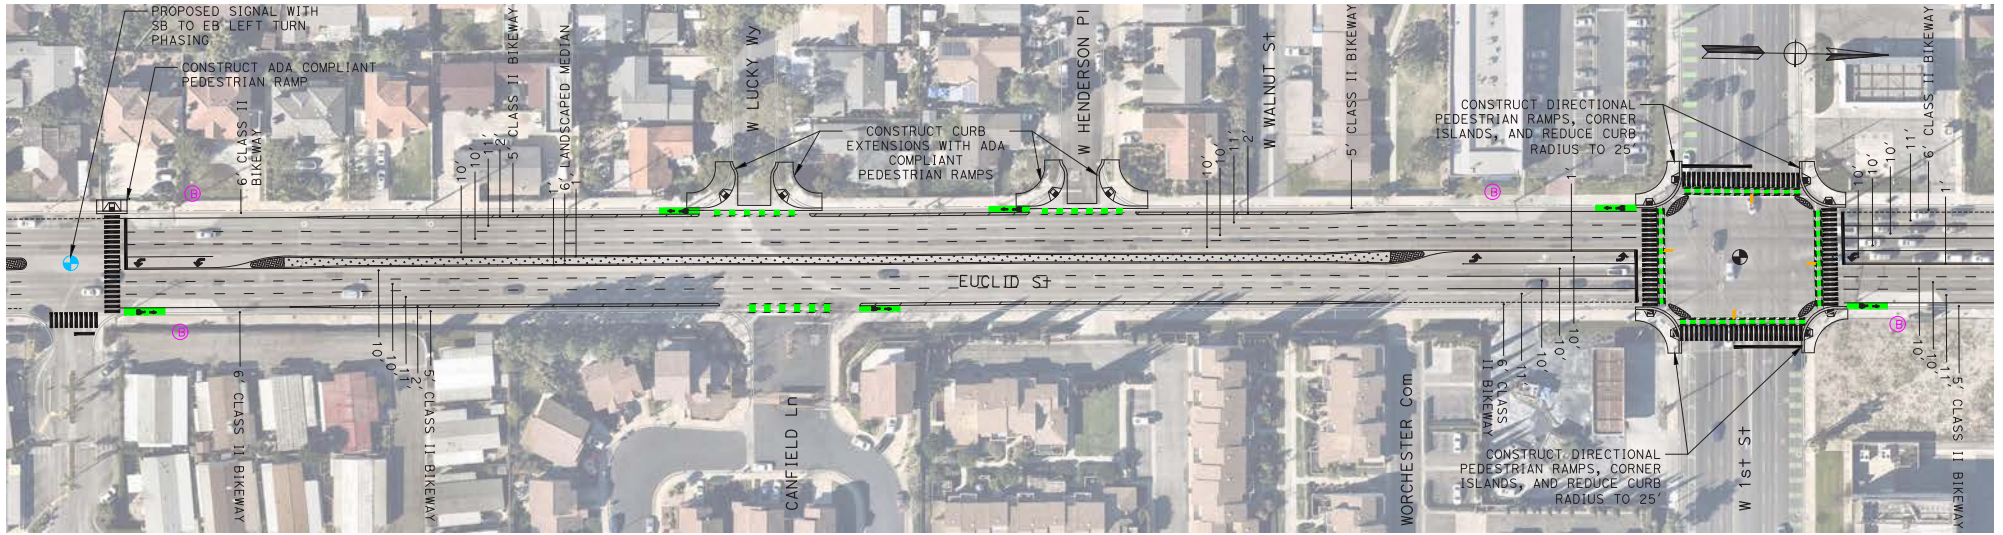 PROPOSED SIGNAL WITH
SB TO EB LEFT TURN
PHASING
CONSTRUCT ADA COMPLIANT
PEDESTRIAN RAMP
6' CLASS II
BIKEWAY
10'
10'
11'
2'
5' CLASS II BIKEWAY
1'
6' LANDSCAPED MEDIAN
W LUCKY Wy
CONSTRUCT CURB
EXTENSIONS WITH ADA
COMPLIANT
PEDESTRIAN RAMPS
W HENDERSON Pl
10'
10'
11'
2'
W WALNUT St
5' CLASS II BIKEWAY
CONSTRUCT DIRECTIONAL
PEDESTRIAN RAMPS, CORNER
ISLANDS, AND REDUCE CURB
RADIUS TO 25'
1'
10'
10'
11'
6' CLASS II BIKEWAY
1'
B
B
EUCLID St
B
B
6' CLASS II BIKEWAY
10'
10'
11'
2'
5' CLASS II BIKEWAY
CANFIELD Ln
WORCHESTER Com
6' CLASS
II BIKEWAY
11'
10'
10'
CONSTRUCT DIRECTIONAL
PEDESTRIAN RAMPS, CORNER
ISLANDS, AND REDUCE CURB
RADIUS TO 25'
W 1st St
10'
10'
11'
5' CLASS II BIKEWAY